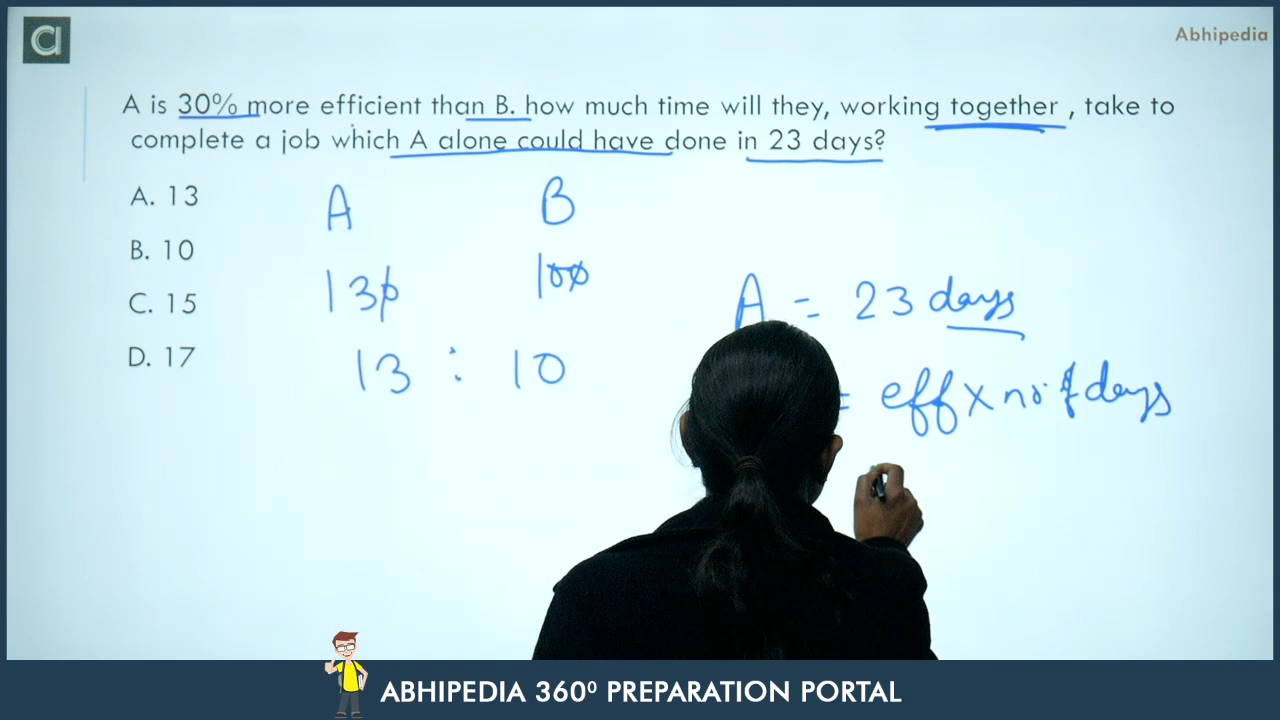 Abhipedia
A is 30% more efficient than B. how much time will they, working together , take to
complete a job which A alone could have done in 23 days?
A. 13
B. 10
C. 15
D. 17
A B
130 100
13 : 10
A = 23 days
= eff x no. of days
ABHIPEDIA 360⁰ PREPARATION PORTAL